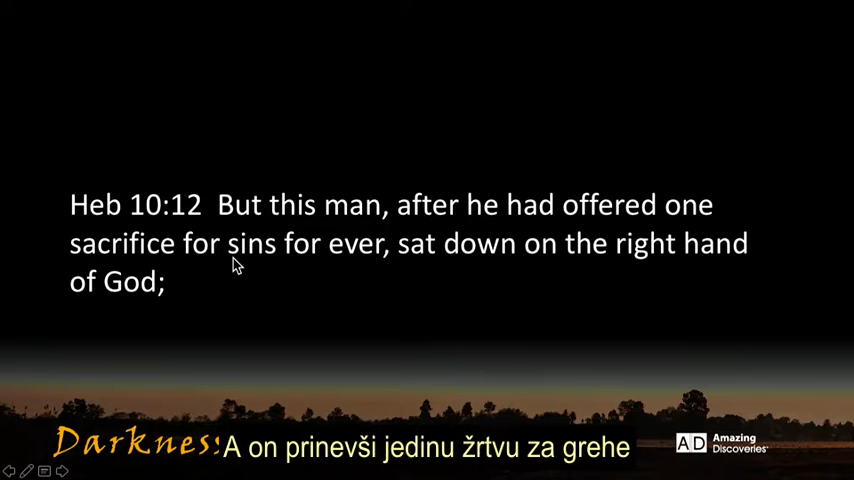 Heb 10:12  But this man, after he had offered one
sacrifice for sins for ever, sat down on the right hand
of God;
Darkness
A on prinevši jedinu žrtvu za grehe
AD Amazing
Discoveries